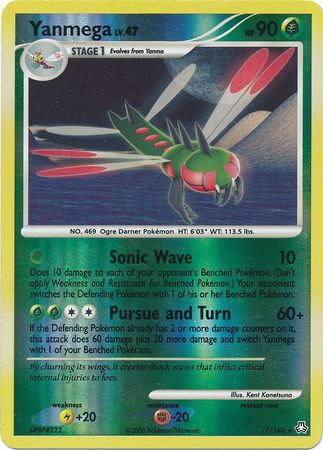 Yanmega LV.47 HP 90
STAGE 1 Evolves from Yanma
NO. 469 Ogre Darner Pokémon HT: 6'03" WT: 113.5 lbs.
Sonic Wave 10
Does 10 damage to each of your opponent's Benched Pokémon. (Don't
apply Weakness and Resistance for Benched Pokémon.) Your opponent
switches the Defending Pokémon with 1 of his or her Benched Pokémon.
Pursue and Turn 60+
If the Defending Pokémon already has 2 or more damage counters on it,
this attack does 60 damage plus 20 more damage and switch Yanmega
with 1 of your Benched Pokémon.
By churning its wings, it creates shock waves that inflict critical
internal injuries to foes.
Illus. Kent Kanetsuna
weakness resistance retreat cost
+20 -20
DPBP#222 ©2008 Pokémon/Nintendo 17/146 ★